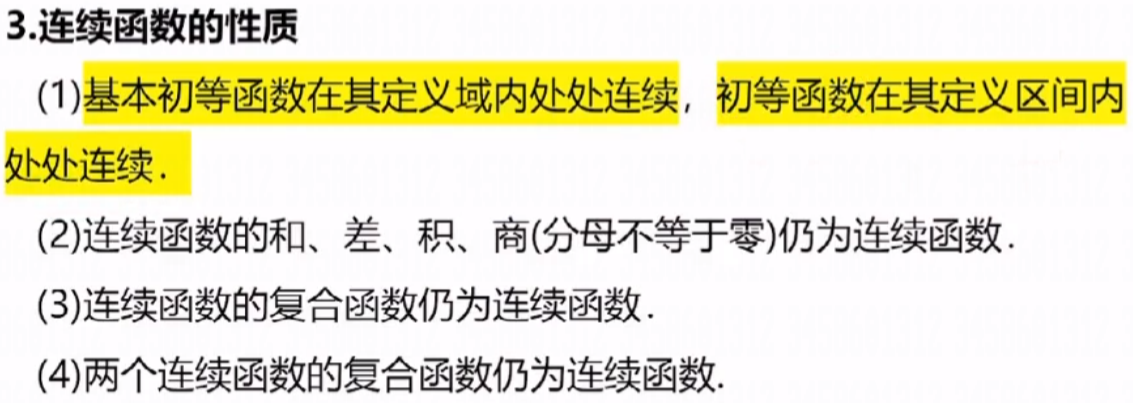 3.连续函数的性质
(1)基本初等函数在其定义域内处处连续，初等函数在其定义区间内
处处连续.
(2)连续函数的和、差、积、商(分母不等于零)仍为连续函数.
(3)连续函数的复合函数仍为连续函数.
(4)两个连续函数的复合函数仍为连续函数.